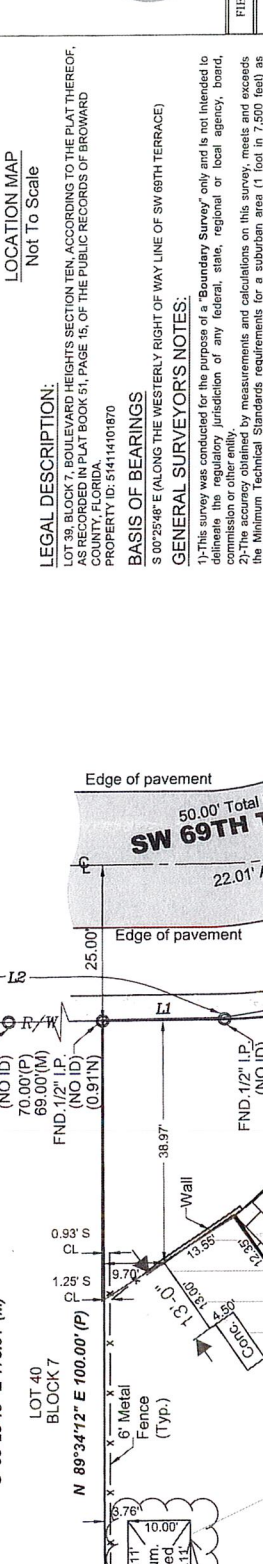 FIE
LOCATION MAP
Not To Scale
LEGAL DESCRIPTION:
LOT 39, BLOCK 7, BOULEVARD HEIGHTS SECTION TEN, ACCORDING TO THE PLAT THEREOF,
AS RECORDED IN PLAT BOOK 51, PAGE 15, OF THE PUBLIC RECORDS OF BROWARD
COUNTY, FLORIDA.
PROPERTY ID: 514114101870
BASIS OF BEARINGS
S 00°25'48" E (ALONG THE WESTERLY RIGHT OF WAY LINE OF SW 69TH TERRACE)
GENERAL SURVEYOR'S NOTES:
1)-This survey was conducted for the purpose of a "Boundary Survey" only and Is not Intended to
delineate the regulatory jurisdiction of any federal, state, regional or local agency, board,
commission or other entity.
2)-The accuracy obtained by measurements and calculations on this survey, meets and exceeds
the Minimum Technical Standards requirements for a suburban area (1 foot in 7,500 feet) as
Edge of pavement
50.00' Total
SW 69TH T
22.01'
Edge of pavement
25.00'
L2
R/W
L1
(NO ID)
70.00'(P)
69.00'(M)
FND.1/2" I.P.
(NO ID)
(0.91'N)
FND.1/2" I.P.
(NO ID)
38.97'
0.93' S
CL
1.25' S
CL
9.70'
Wall
13.55'
12.35'
13'-0"
13.00'
4.50'
Conc.
LOT 40
BLOCK 7
N 89°34'12" E 100.00'(P)
6' Metal
Fence
(Typ.)
3.76'
10.00'
11'
um.
ed
11'